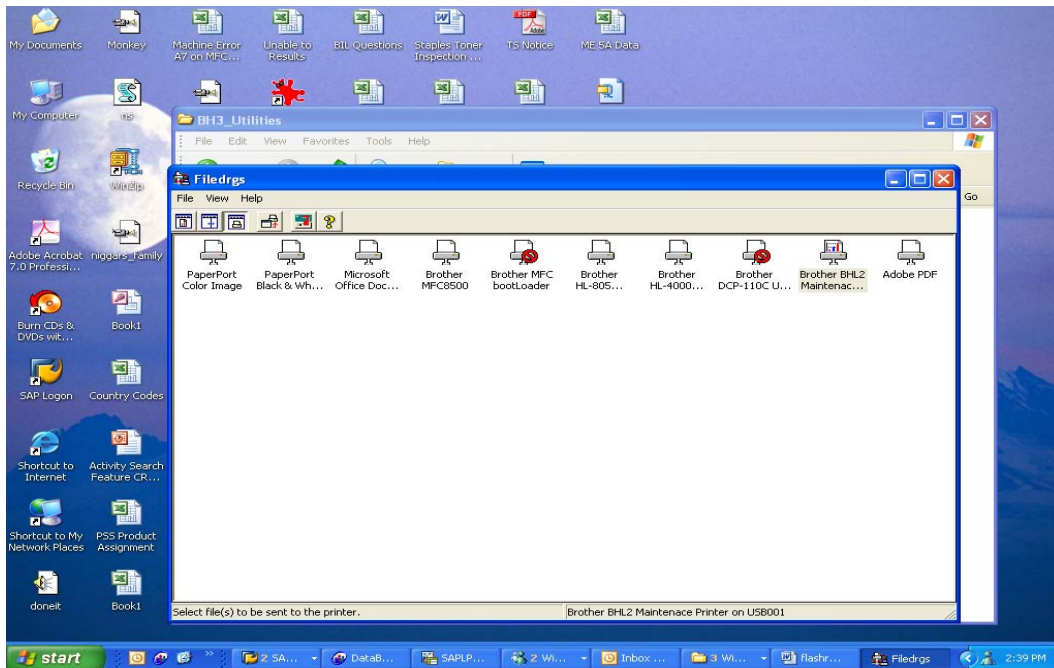 My Documents
Monkey
Machine Error
A7 on MFC...
Unable to
Results
BIL Questions
Staples Toner
Inspection ...
TS Notice
ME 5A Data
My Computer
ns
BH3_Utilities
File Edit View Favorites Tools Help
Go
Recycle Bin
WinZip
Filedrgs
File View Help
Adobe Acrobat
7.0 Professi...
niggars_family
PaperPort
Color Image
PaperPort
Black & Wh...
Microsoft
Office Doc...
Brother
MFC8500
Brother MFC
bootLoader
Brother
HL-805...
Brother
HL-4000...
Brother
DCP-110C U...
Brother BHL2
Maintenac...
Adobe PDF
Burn CDs &
DVDs wit...
Book1
SAP Logon
Country Codes
Shortcut to
Internet
Activity Search
Feature CR...
Shortcut to My
Network Places
PSS Product
Assignment
doneit
Book1
Select file(s) to be sent to the printer.
Brother BHL2 Maintenace Printer on USB001
start
2 SA...
DataB...
SAPLP...
2 Wi...
Inbox ...
3 Wi...
flashr...
Filedrgs
2:39 PM